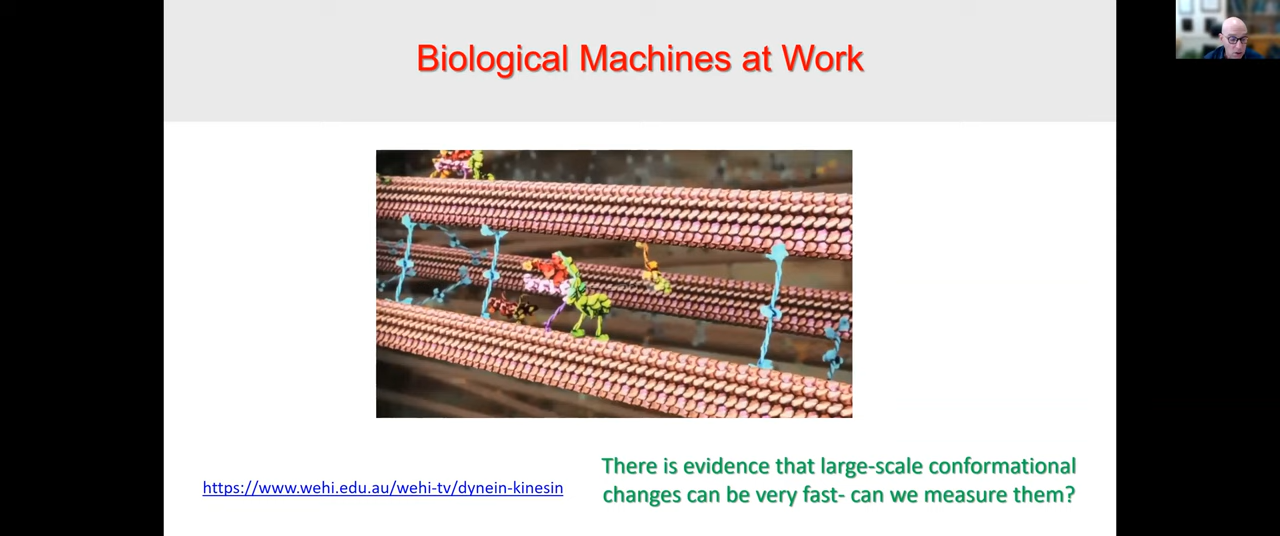 Biological Machines at Work
https://www.wehi.edu.au/wehi-tv/dynein-kinesin
There is evidence that large-scale conformational
changes can be very fast- can we measure them?